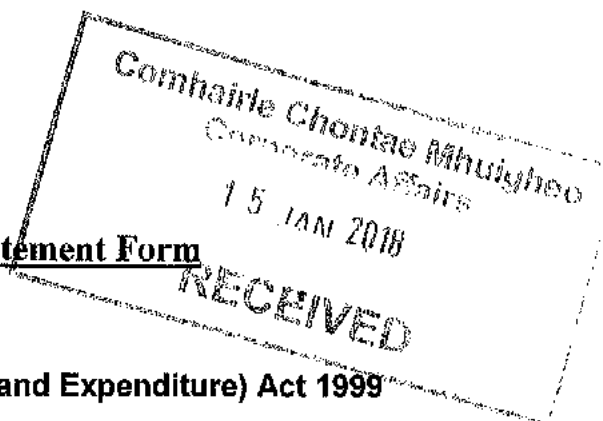 Comhairle Chontae Mhuigheo
Corporate Affairs
15 JAN 2018
RECEIVED
tement Form
and Expenditure) Act 1999